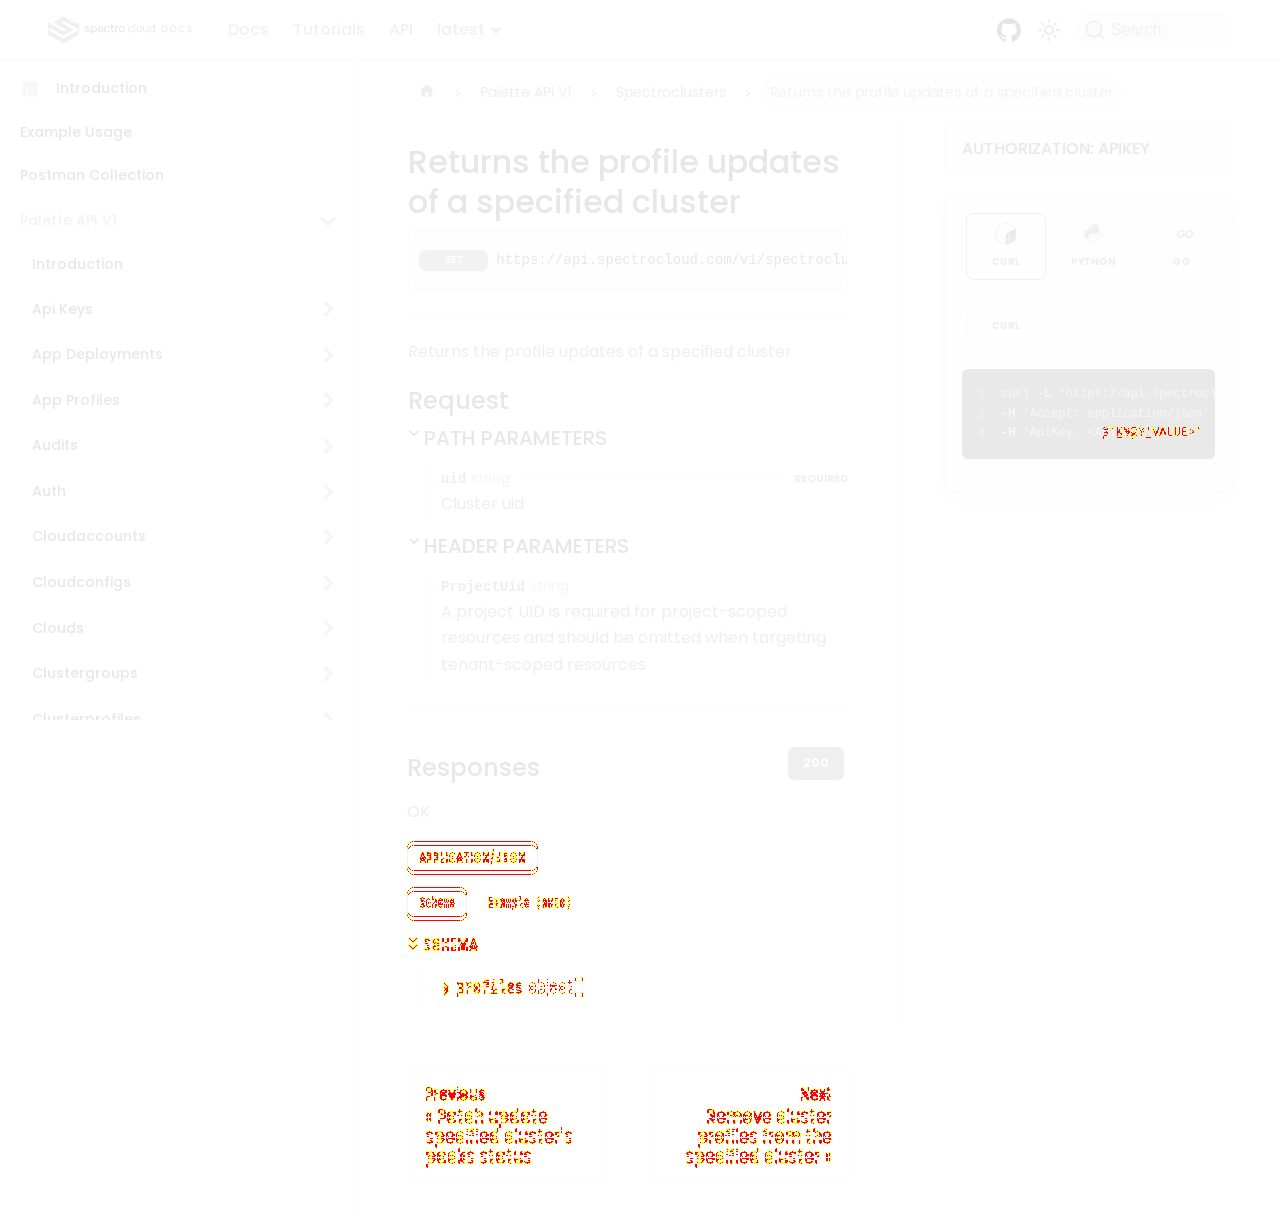 spectro cloud DOCS
Docs
Tutorials
API
latest
Search
Introduction
Example Usage
Postman Collection
Palette API V1
Introduction
Api Keys
App Deployments
App Profiles
Audits
Auth
Cloudaccounts
Cloudconfigs
Clouds
Clustergroups
Clusterprofiles
Palette API V1
Spectroclusters
Returns the profile updates of a specified cluster
Returns the profile updates
of a specified cluster
GET https://api.spectrocloud.com/v1/spectroclu
Returns the profile updates of a specified cluster
Request
PATH PARAMETERS
uid string
REQUIRED
Cluster uid
HEADER PARAMETERS
ProjectUid string
A project UID is required for project-scoped
resources and should be omitted when targeting
tenant-scoped resources
Responses
200
OK
APPLICATION/JSON
Schema
Example (auto)
SCHEMA
profiles object[]
Previous
« Patch update
specified cluster's
packs status
Next
Remove cluster
profiles from the
specified cluster »
AUTHORIZATION: APIKEY
CURL
PYTHON
GO
GO
CURL
1 curl -L 'https://api.spectrocl
2 -H 'Accept: application/json'
3 -H 'ApiKey: VALUE>'